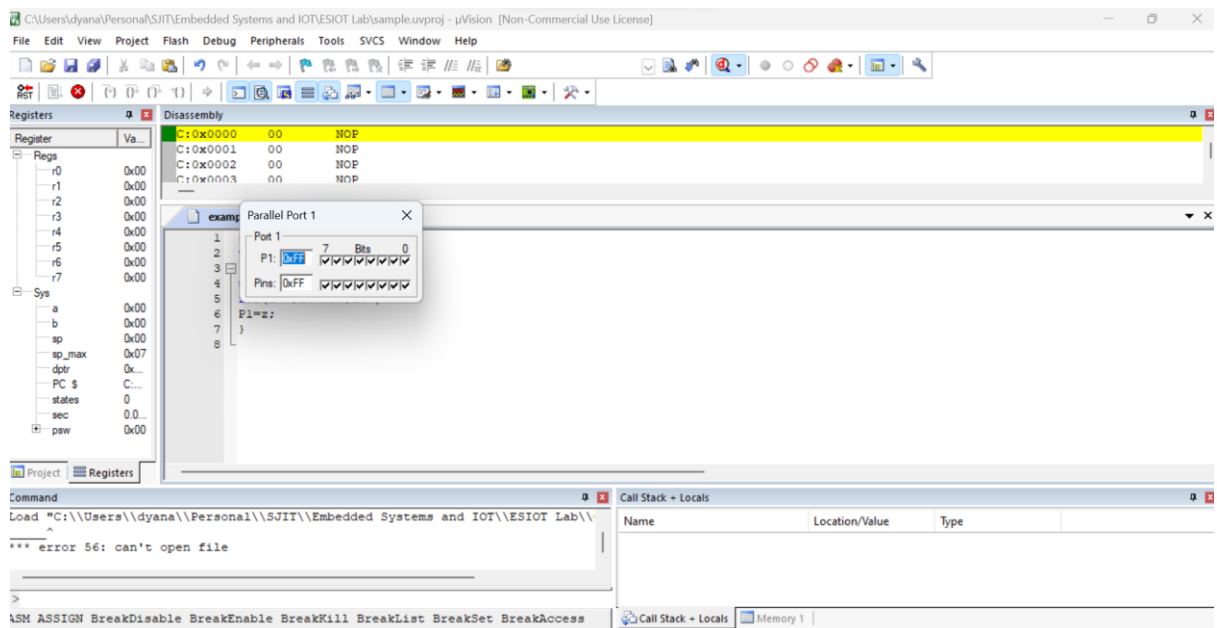 C:\Users\dyana\Personal\SJIT\Embedded Systems and IOT\ESIOT Lab\sample.uvproj - µVision [Non-Commercial Use License]
File Edit View Project Flash Debug Peripherals Tools SVCS Window Help
RST
Registers
Register Va...
Regs
r0 0x00
r1 0x00
r2 0x00
r3 0x00
r4 0x00
r5 0x00
r6 0x00
r7 0x00
Sys
a 0x00
b 0x00
sp 0x00
sp_max 0x07
dptr 0x...
PC $ C:...
states 0
sec 0.0...
psw 0x00
Project Registers
Disassembly
C:0x0000 00 NOP
C:0x0001 00 NOP
C:0x0002 00 NOP
C:0x0003 00 NOP
examp
1
2
3
4
5
6 P1=z;
7 }
8
Parallel Port 1
Port 1
7 Bits 0
P1: 0xFF
Pins: 0xFF
Command
Load "C:\\Users\\dyana\\Personal\\SJIT\\Embedded Systems and IOT\\ESIOT Lab\\
^
*** error 56: can't open file
>
ASM ASSIGN BreakDisable BreakEnable BreakKill BreakList BreakSet BreakAccess
Call Stack + Locals
Name Location/Value Type
Call Stack + Locals Memory 1